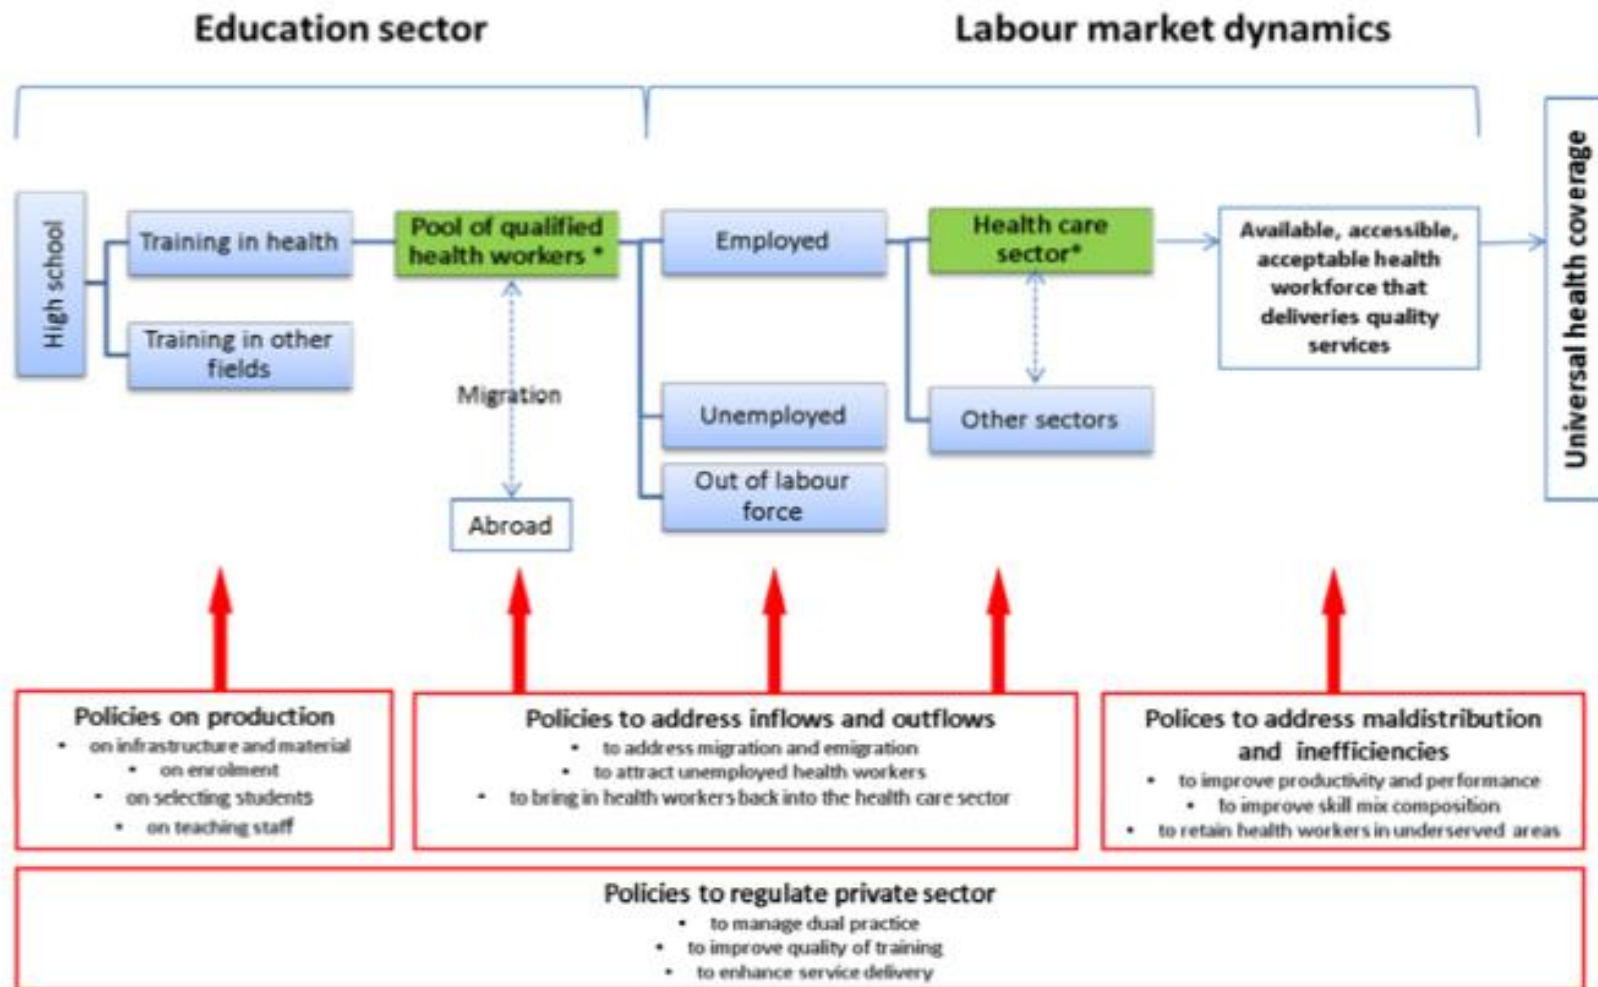 Education sector
Labour market dynamics
High school
Training in health
Training in other
fields
Pool of qualified
health workers *
Migration
Abroad
Employed
Unemployed
Out of labour
force
Health care
sector*
Other sectors
Available, accessible,
acceptable health
workforce that
deliveries quality
services
Universal health coverage
Policies on production
• on infrastructure and material
• on enrolment
• on selecting students
• on teaching staff
Policies to address inflows and outflows
• to address migration and emigration
• to attract unemployed health workers
• to bring in health workers back into the health care sector
Polices to address maldistribution
and inefficiencies
• to improve productivity and performance
• to improve skill mix composition
• to retain health workers in underserved areas
Policies to regulate private sector
• to manage dual practice
• to improve quality of training
• to enhance service delivery